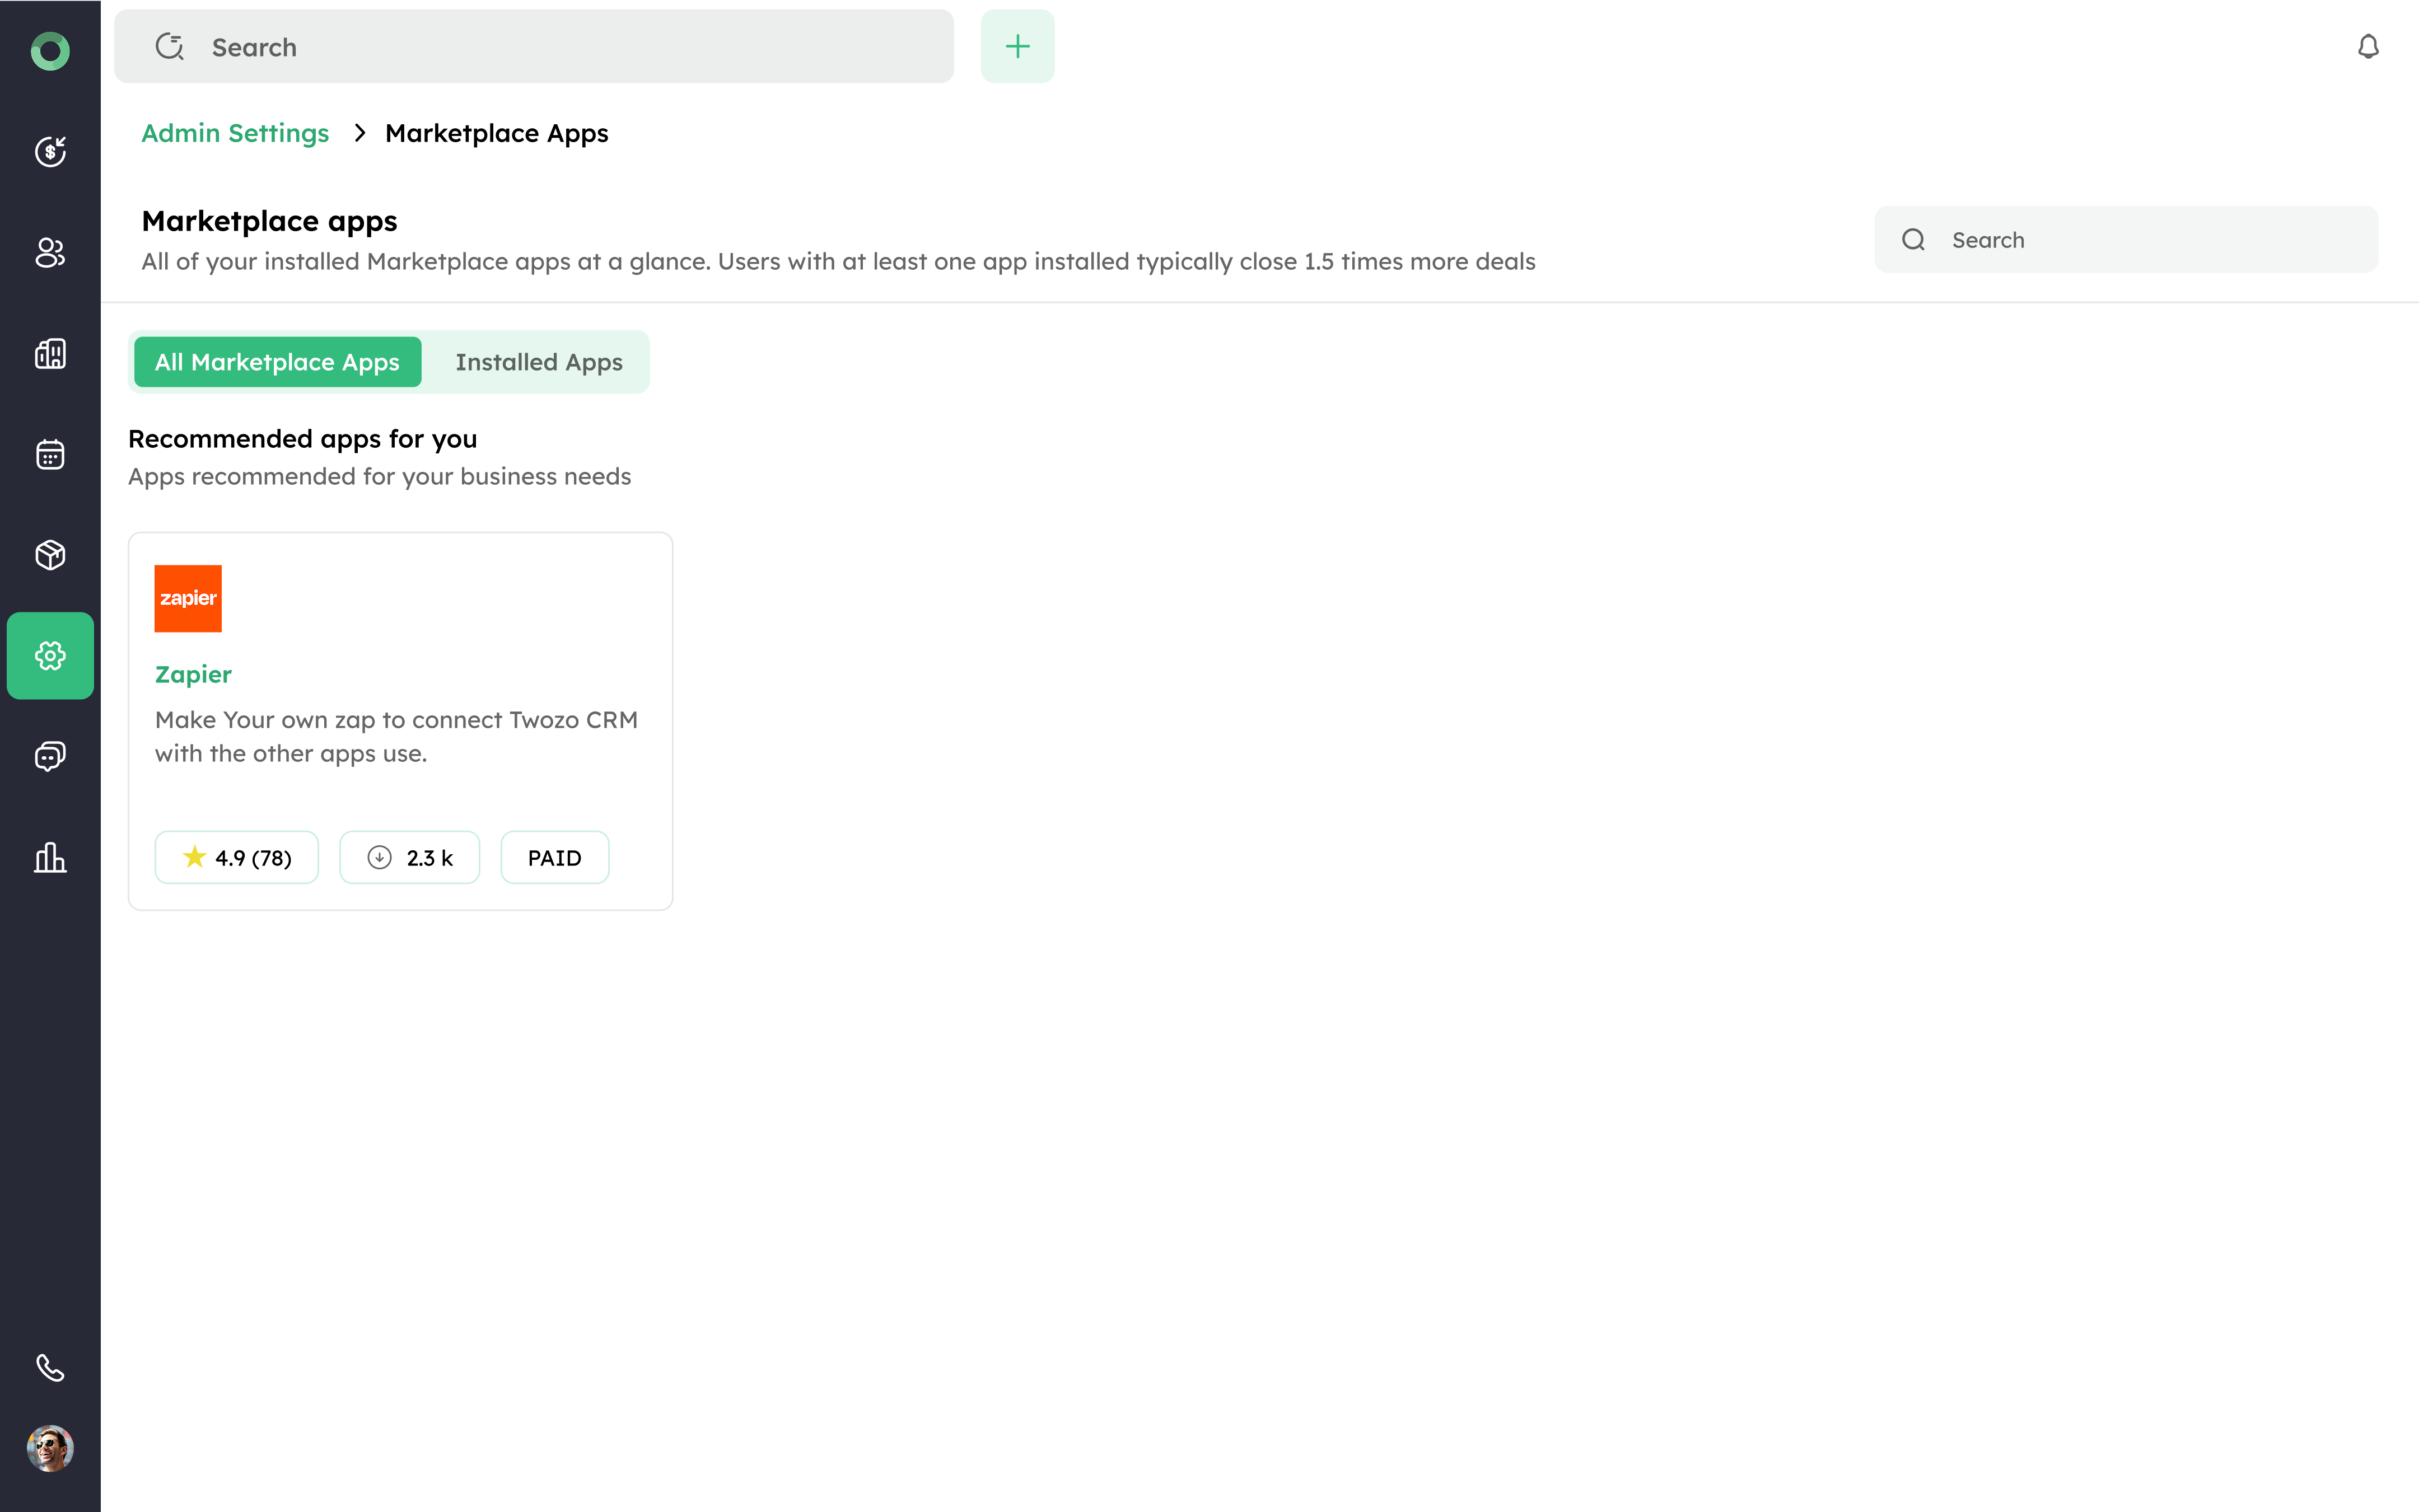 Search
Admin Settings > Marketplace Apps
Marketplace apps
All of your installed Marketplace apps at a glance. Users with at least one app installed typically close 1.5 times more deals
Search
All Marketplace Apps
Installed Apps
Recommended apps for you
Apps recommended for your business needs
zapier
Zapier
Make Your own zap to connect Twozo CRM
with the other apps use.
4.9 (78)
2.3 k
PAID